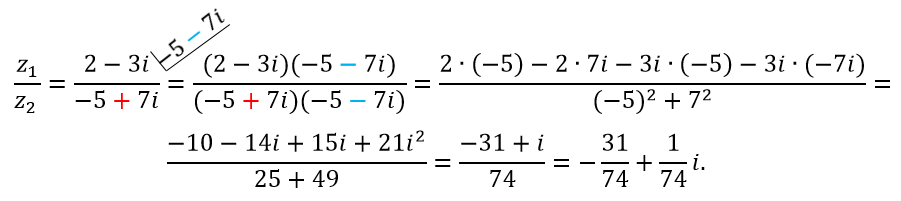 z₁/z₂ = (2 − 3i)/(−5 + 7i) ⟍−5 − 7i = ((2 − 3i)(−5 − 7i))/((−5 + 7i)(−5 − 7i)) = (2 · (−5) − 2 · 7i − 3i · (−5) − 3i · (−7i))/((−5)² + 7²) =
(−10 − 14i + 15i + 21i²)/(25 + 49) = (−31 + i)/74 = −31/74 + 1/74 i.